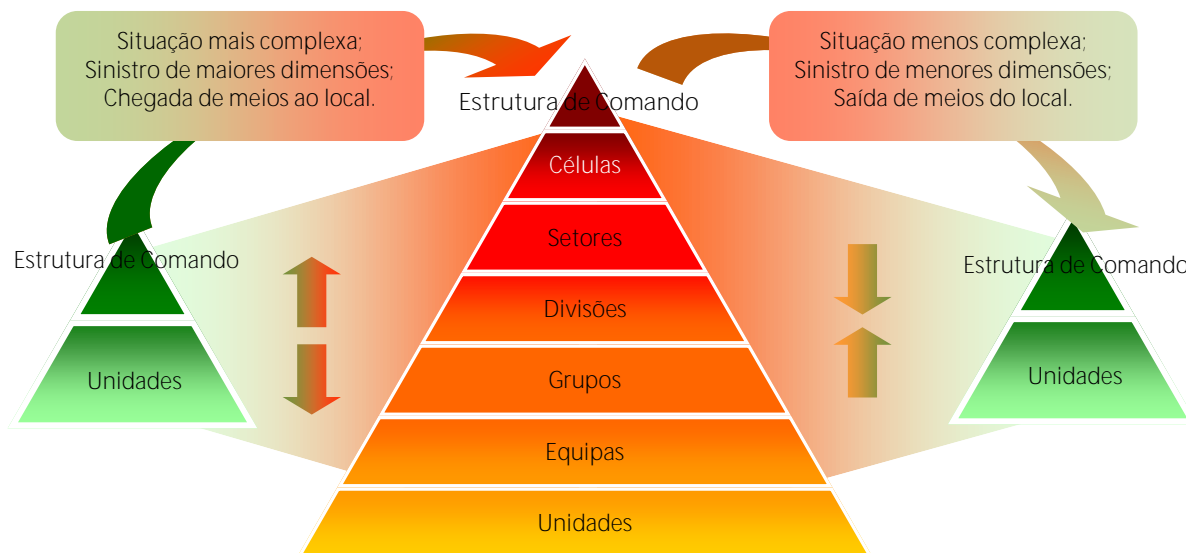 Situação mais complexa;
Sinistro de maiores dimensões;
Chegada de meios ao local.
Situação menos complexa;
Sinistro de menores dimensões;
Saída de meios do local.
Estrutura de Comando
Células
Setores
Divisões
Grupos
Equipas
Unidades
Estrutura de Comando
Unidades
Estrutura de Comando
Unidades